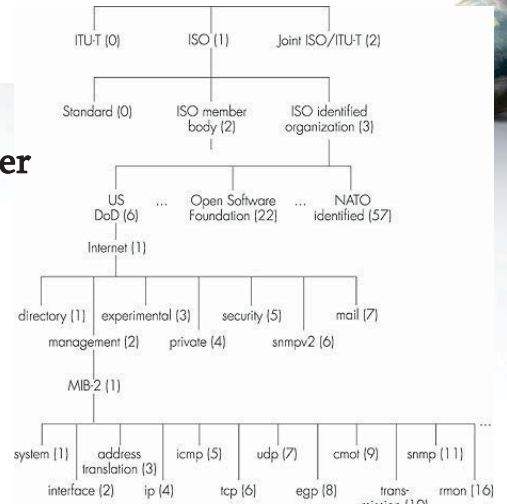 ITU-T (0) ISO (1) Joint ISO/ITU-T (2)
Standard (0) ISO member body (2) ISO identified organization (3)
er
US DoD (6) ... Open Software Foundation (22) ... NATO identified (57)
Internet (1)
directory (1) experimental (3) security (5) mail (7)
management (2) private (4) snmpv2 (6)
MIB-2 (1)
...
system (1) address translation (3) icmp (5) udp (7) cmot (9) snmp (11)
interface (2) ip (4) tcp (6) egp (8) trans- rmon (16)